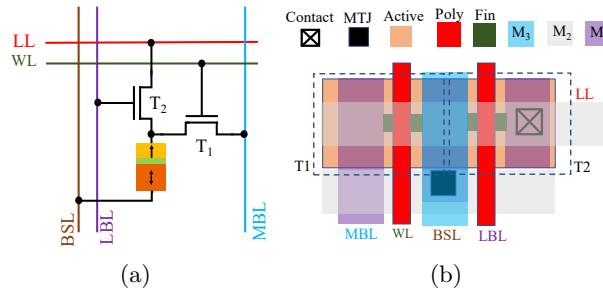 LL
WL
T2
T1
BSL
LBL
MBL
(a)
Contact MTJ Active Poly Fin M3 M2 M
LL
T1
T2
MBL WL BSL LBL
(b)